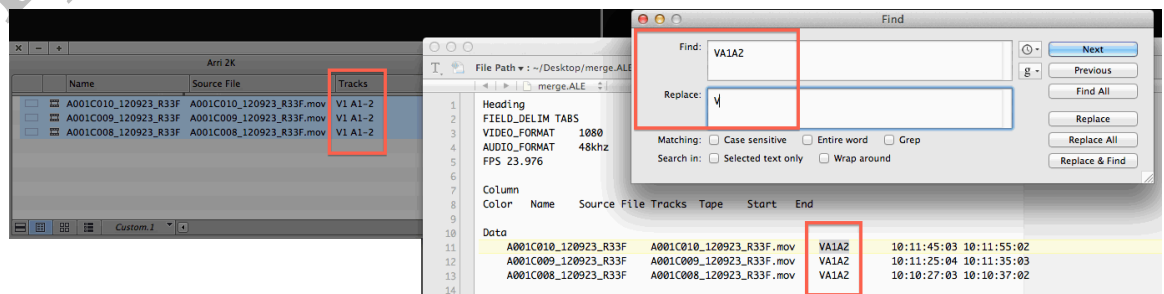 Arri 2K
Name Source File Tracks
A001C010_120923_R33F A001C010_120923_R33F.mov V1 A1-2
A001C009_120923_R33F A001C009_120923_R33F.mov V1 A1-2
A001C008_120923_R33F A001C008_120923_R33F.mov V1 A1-2
Custom.1
File Path ▾ : ~/Desktop/merge.ALE
merge.ALE
1 Heading
2 FIELD_DELIM TABS
3 VIDEO_FORMAT 1080
4 AUDIO_FORMAT 48khz
5 FPS 23.976
6
7 Column
8 Color Name Source File Tracks Tape Start End
9
10 Data
11 A001C010_120923_R33F A001C010_120923_R33F.mov VA1A2 10:11:45:03 10:11:55:02
12 A001C009_120923_R33F A001C009_120923_R33F.mov VA1A2 10:11:25:04 10:11:35:03
13 A001C008_120923_R33F A001C008_120923_R33F.mov VA1A2 10:10:27:03 10:10:37:02
14
Find
Find: VA1A2
Replace: V
Matching: Case sensitive Entire word Grep
Search in: Selected text only Wrap around
g
Next
Previous
Find All
Replace
Replace All
Replace & Find